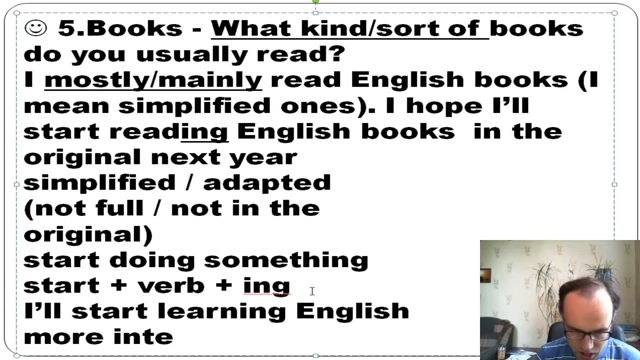 ☺ 5.Books - What kind/sort of books
do you usually read?
I mostly/mainly read English books (I
mean simplified ones). I hope I'll
start reading English books in the
original next year
simplified / adapted
(not full / not in the
original)
start doing something
start + verb + ing
I'll start learning English
more inte